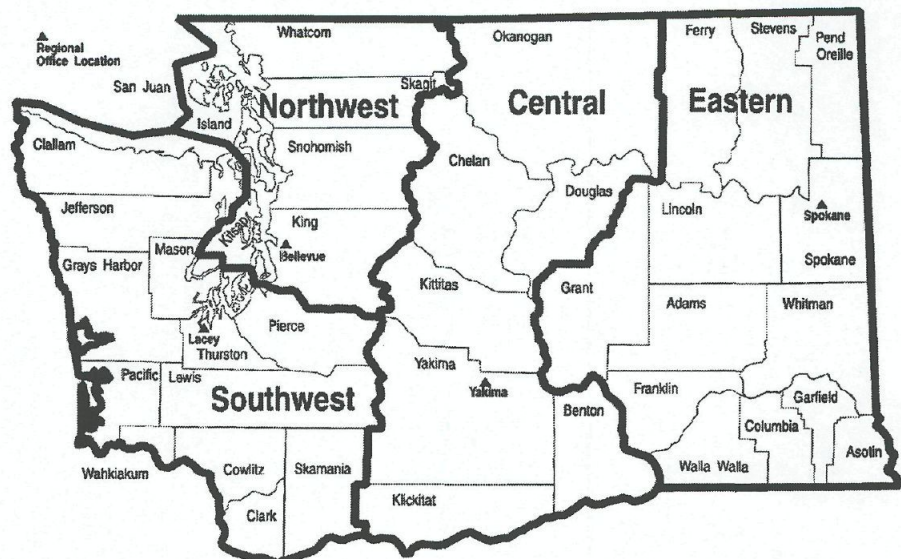 Regional
Office Location
Whatcom
Okanogan
Ferry
Stevens
Pend
Oreille
San Juan
Skagit
Northwest
Central
Eastern
Island
Clallam
Snohomish
Chelan
Douglas
Jefferson
Kitsap
King
Lincoln
Spokane
Mason
Bellevue
Spokane
Grays Harbor
Kittitas
Grant
Adams
Whitman
Lacey
Thurston
Pierce
Yakima
Pacific
Lewis
Yakima
Southwest
Benton
Franklin
Garfield
Columbia
Asotin
Wahkiakum
Cowlitz
Skamania
Walla Walla
Klickitat
Clark